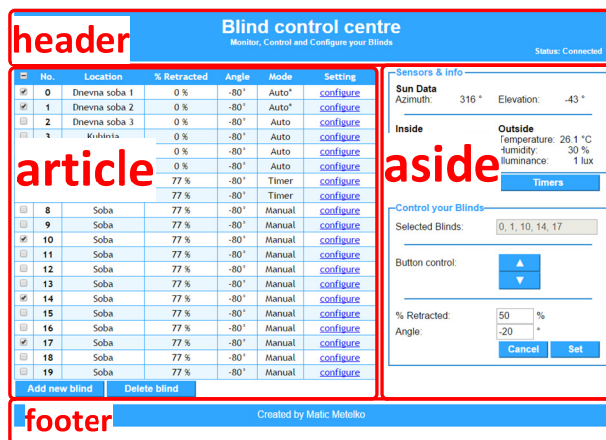 header
Blind control centre
Monitor, Control and Configure your Blinds
Status: Connected
No. Location % Retracted Angle Mode Setting
0 Dnevna soba 1 0 % -80° Auto* configure
1 Dnevna soba 2 0 % -80° Auto* configure
2 Dnevna soba 3 0 % -80° Auto configure
3 Kuhinja 0 % -80° Auto configure
article
0 % -80° Auto configure
0 % -80° Auto configure
77 % -80° Timer configure
77 % -80° Timer configure
8 Soba 77 % -80° Manual configure
9 Soba 77 % -80° Manual configure
10 Soba 77 % -80° Manual configure
11 Soba 77 % -80° Manual configure
12 Soba 77 % -80° Manual configure
13 Soba 77 % -80° Manual configure
14 Soba 77 % -80° Manual configure
15 Soba 77 % -80° Manual configure
16 Soba 77 % -80° Manual configure
17 Soba 77 % -80° Manual configure
18 Soba 77 % -80° Manual configure
19 Soba 77 % -80° Manual configure
Add new blind Delete blind
Sensors & info
Sun Data
Azimuth: 316 ° Elevation: -43 °
Inside Outside
Temperature: 26.1 °C
Humidity: 30 %
Illuminance: 1 lux
aside
Timers
Control your Blinds
Selected Blinds: 0, 1, 10, 14, 17
Button control:
% Retracted: 50 %
Angle: -20 °
Cancel Set
footer
Created by Matic Metelko